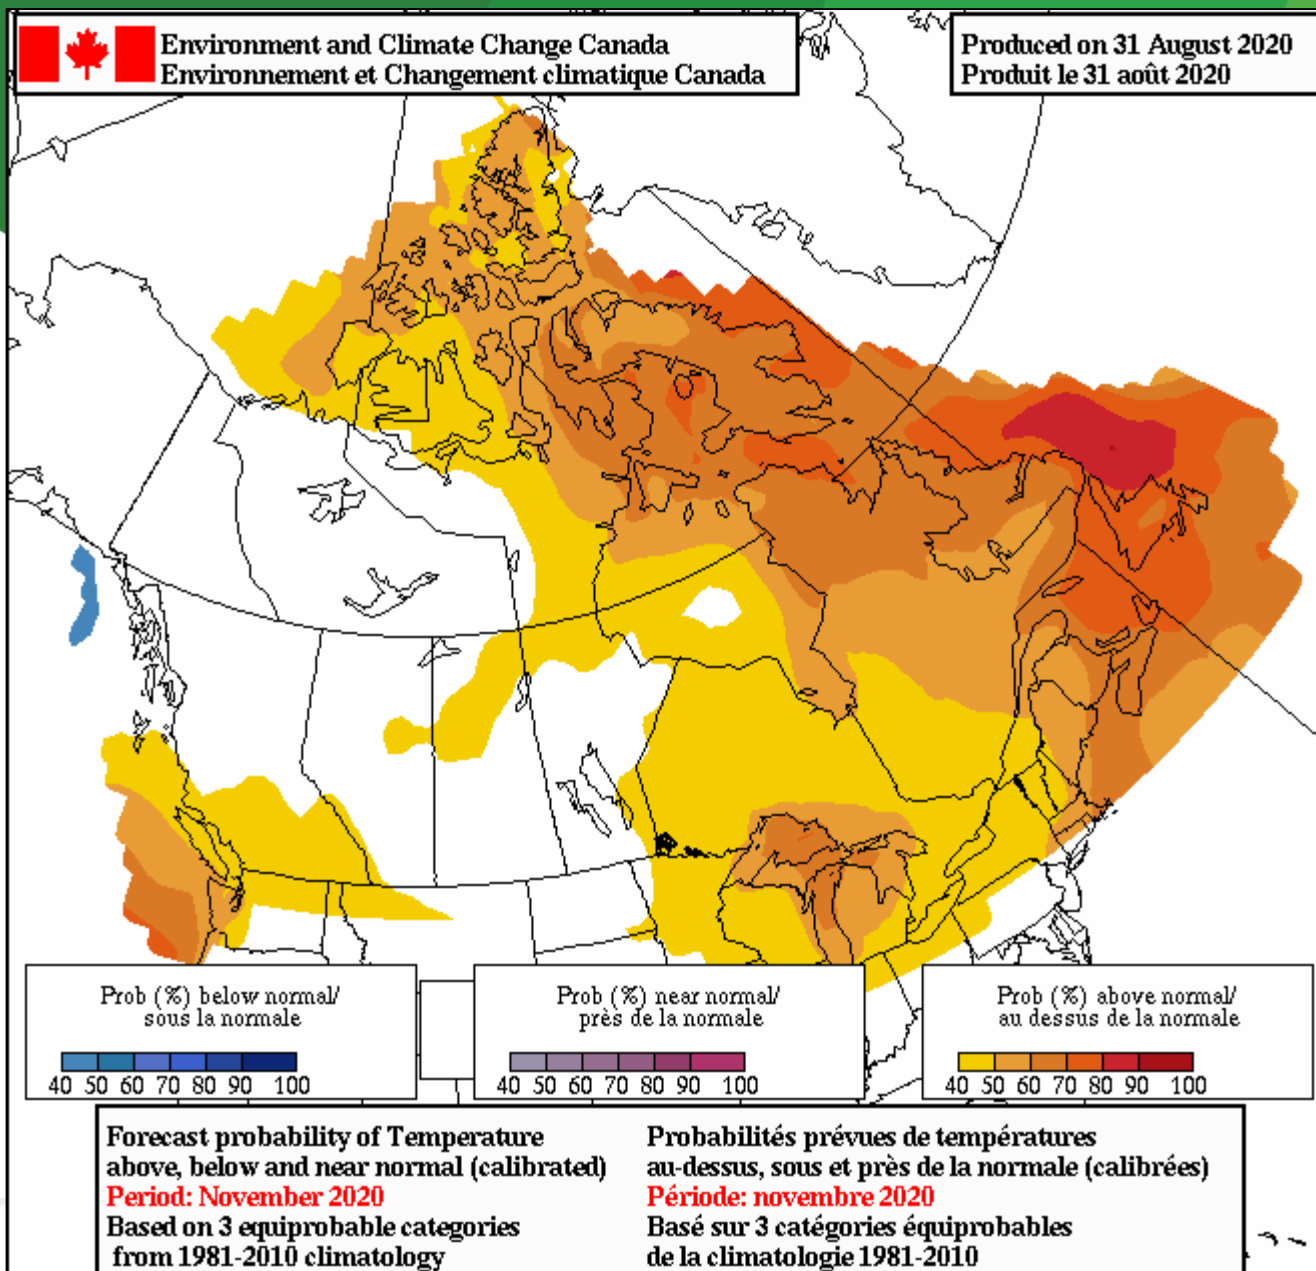 Environment and Climate Change Canada
Environnement et Changement climatique Canada
Produced on 31 August 2020
Produit le 31 août 2020
Prob (%) below normal/
sous la normale
40 50 60 70 80 90 100
Prob (%) near normal/
près de la normale
40 50 60 70 80 90 100
Prob (%) above normal/
au dessus de la normale
40 50 60 70 80 90 100
Forecast probability of Temperature
above, below and near normal (calibrated)
Period: November 2020
Based on 3 equiprobable categories
from 1981-2010 climatology
Probabilités prévues de températures
au-dessus, sous et près de la normale (calibrées)
Période: novembre 2020
Basé sur 3 catégories équiprobables
de la climatologie 1981-2010